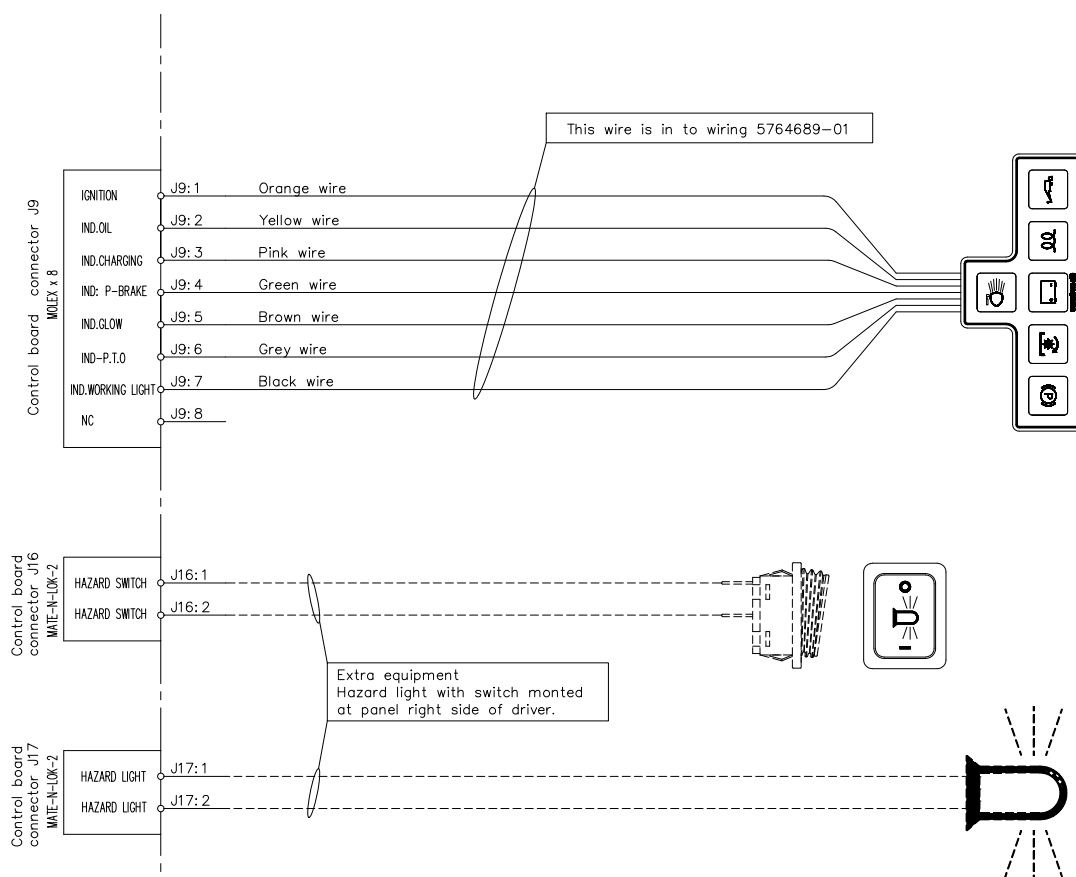 This wire is in to wiring 5764689-01
Control board connector J9
MOLEX x 8
IGNITION J9:1 Orange wire
IND.OIL J9:2 Yellow wire
IND.CHARGING J9:3 Pink wire
IND: P-BRAKE J9:4 Green wire
IND.GLOW J9:5 Brown wire
IND-P.T.O J9:6 Grey wire
IND.WORKING LIGHT J9:7 Black wire
NC J9:8
P
Control board
connector J16
MATE-N-LOK-2
HAZARD SWITCH J16:1
HAZARD SWITCH J16:2
Extra equipment
Hazard light with switch monted
at panel right side of driver.
Control board
connector J17
MATE-N-LOK-2
HAZARD LIGHT J17:1
HAZARD LIGHT J17:2